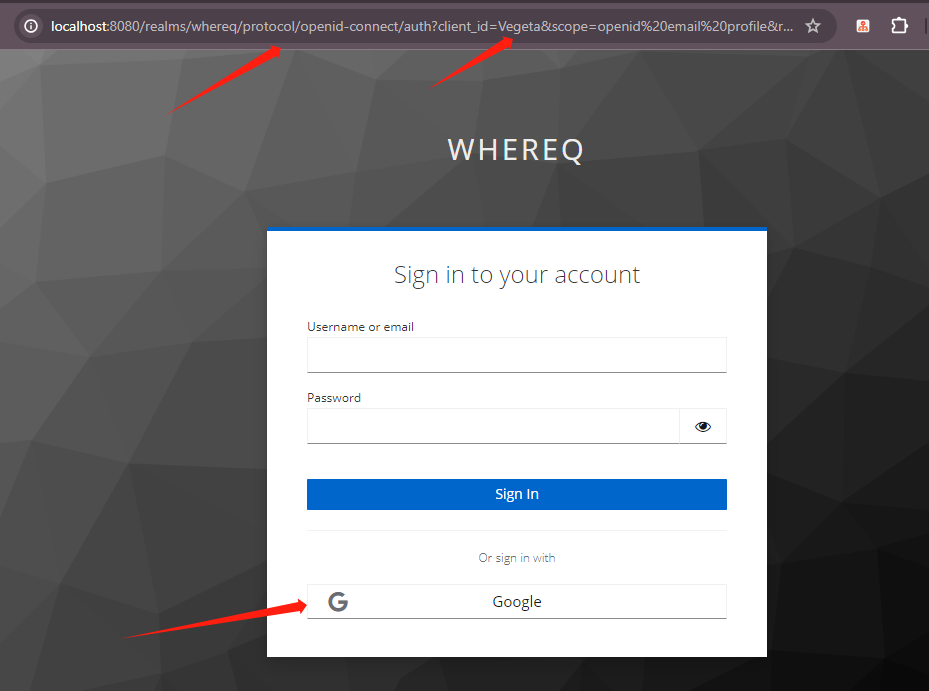 localhost:8080/realms/whereq/protocol/openid-connect/auth?client_id=Vegeta&scope=openid%20email%20profile&r...
WHEREQ
Sign in to your account
Username or email
Password
Sign In
Or sign in with
G Google